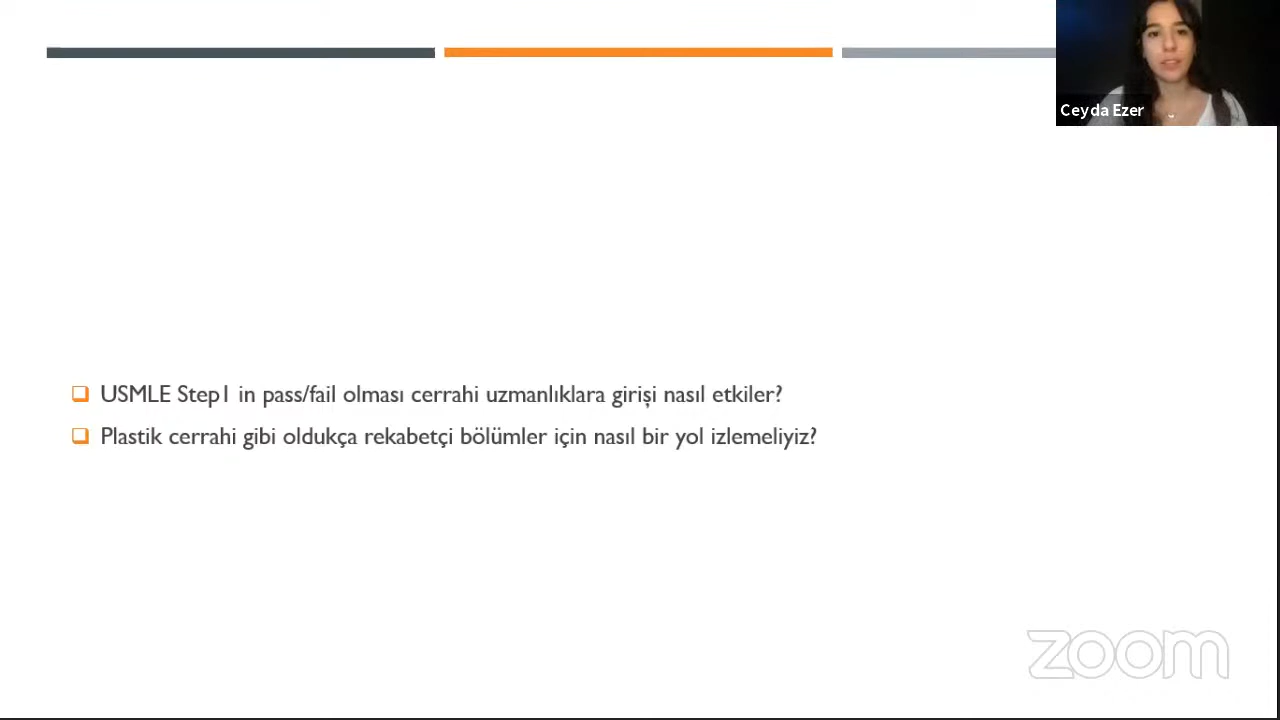 Ceyda Ezer
USMLE Step1 in pass/fail olması cerrahi uzmanlıklara girişi nasıl etkiler?
Plastik cerrahi gibi oldukça rekabetçi bölümler için nasıl bir yol izlemeliyiz?
zoom